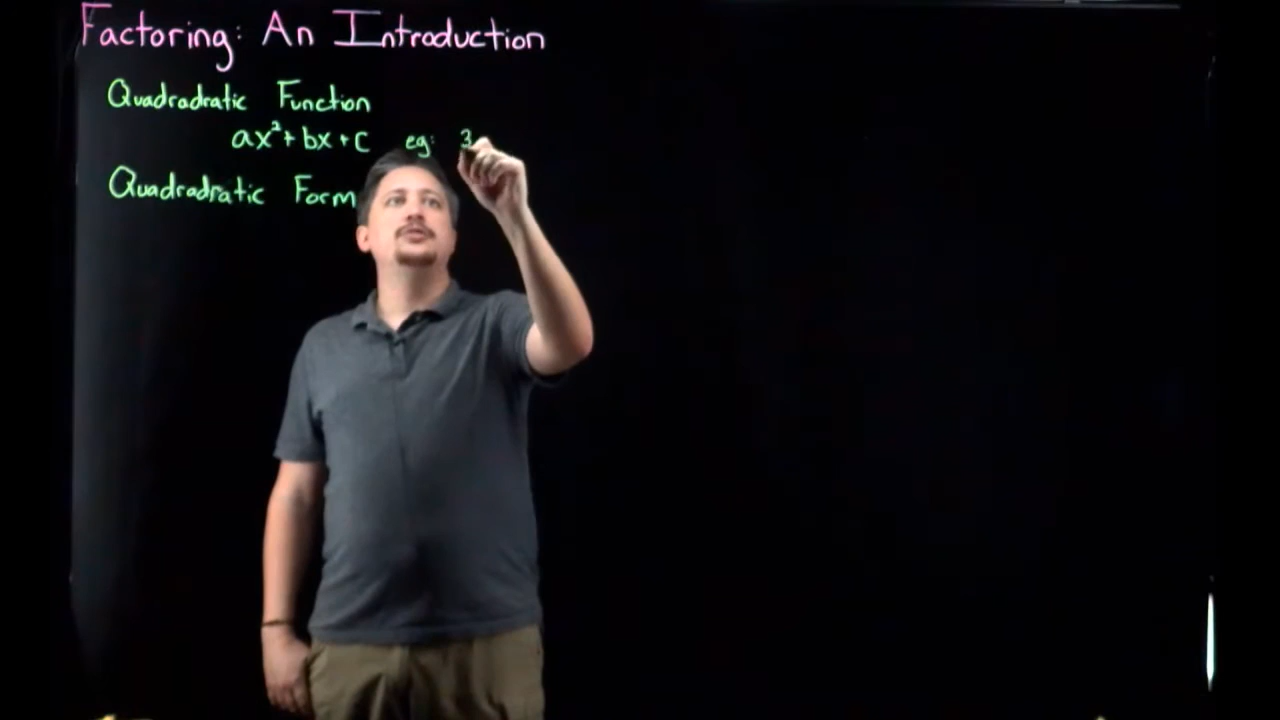 Factoring: An Introduction
Quadradratic Function
ax²+ bx + c eg: 3
Quadradratic Form